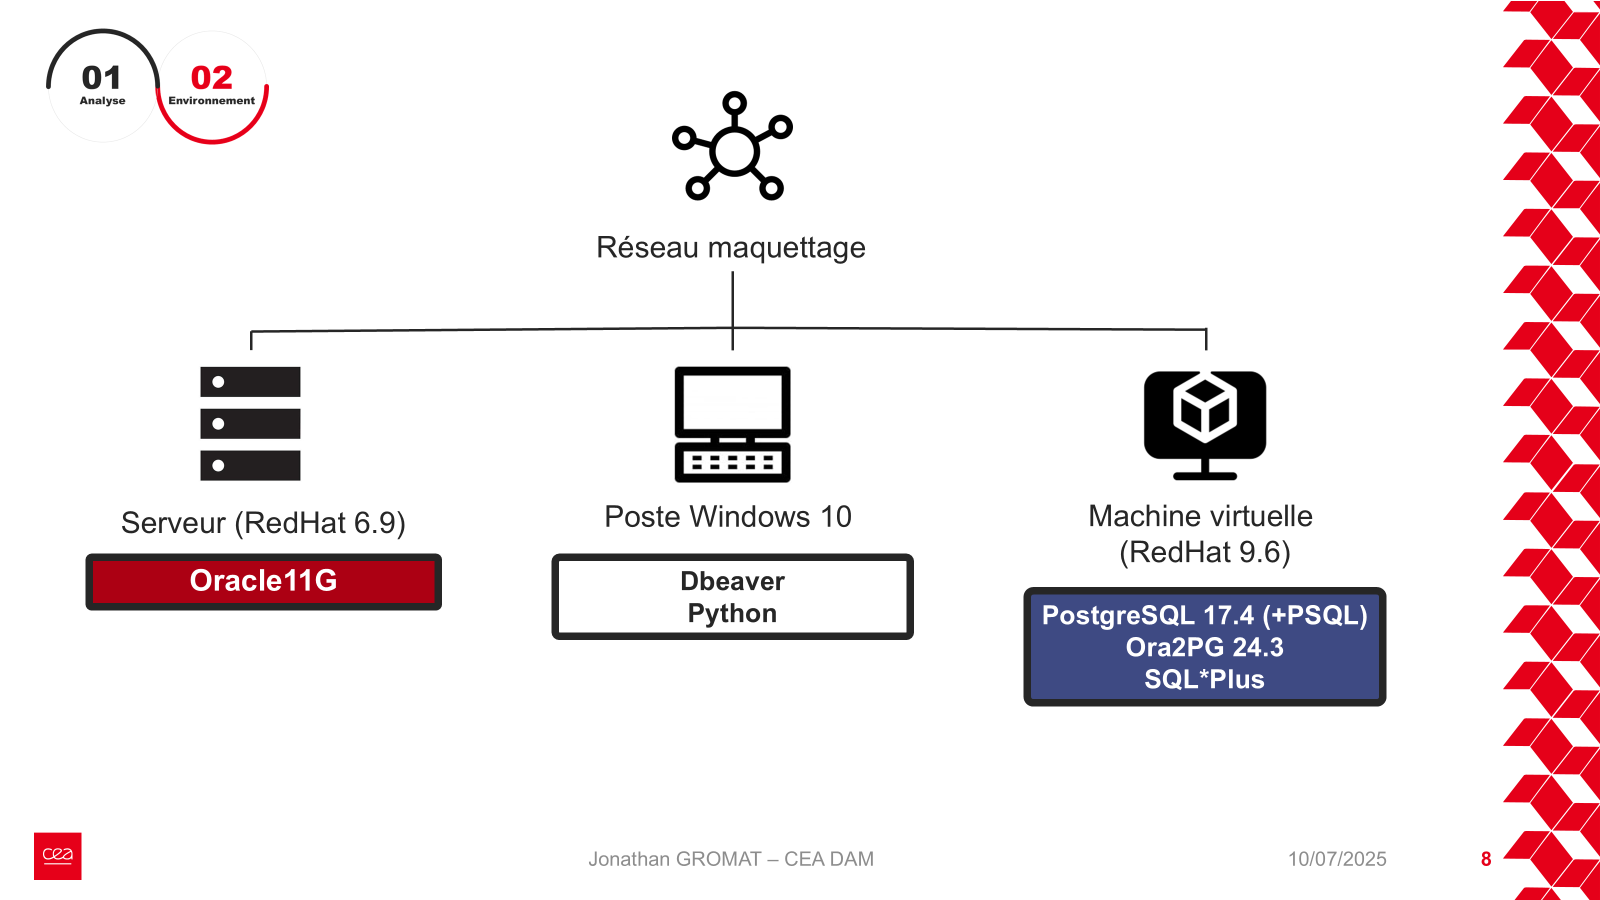 01
Analyse
02
Environnement
Réseau maquettage
Serveur (RedHat 6.9)
Oracle11G
Poste Windows 10
Dbeaver
Python
Machine virtuelle
(RedHat 9.6)
PostgreSQL 17.4 (+PSQL)
Ora2PG 24.3
SQL*Plus
cea
Jonathan GROMAT – CEA DAM
10/07/2025
8